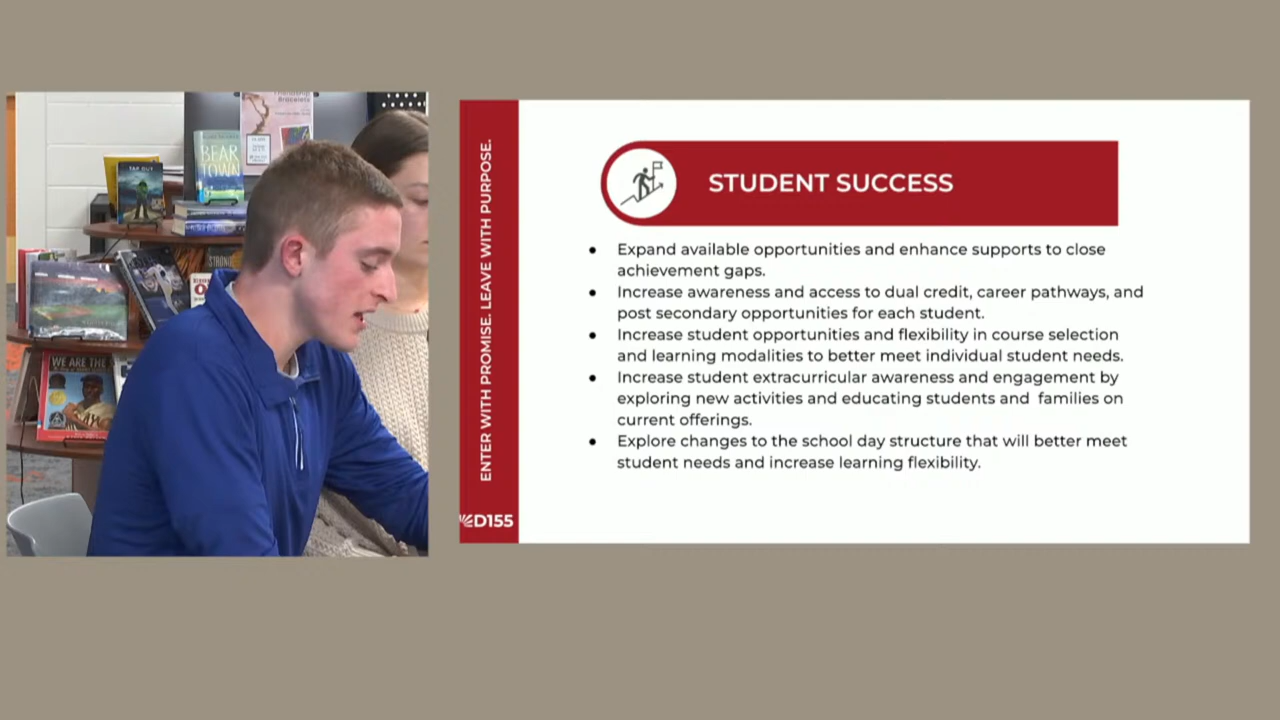 Bracelets
BEAR
TOWN
TAP OUT
STRONG
WE ARE THE
ENTER WITH PROMISE. LEAVE WITH PURPOSE.
D155
STUDENT SUCCESS
● Expand available opportunities and enhance supports to close
achievement gaps.
● Increase awareness and access to dual credit, career pathways, and
post secondary opportunities for each student.
● Increase student opportunities and flexibility in course selection
and learning modalities to better meet individual student needs.
● Increase student extracurricular awareness and engagement by
exploring new activities and educating students and  families on
current offerings.
● Explore changes to the school day structure that will better meet
student needs and increase learning flexibility.